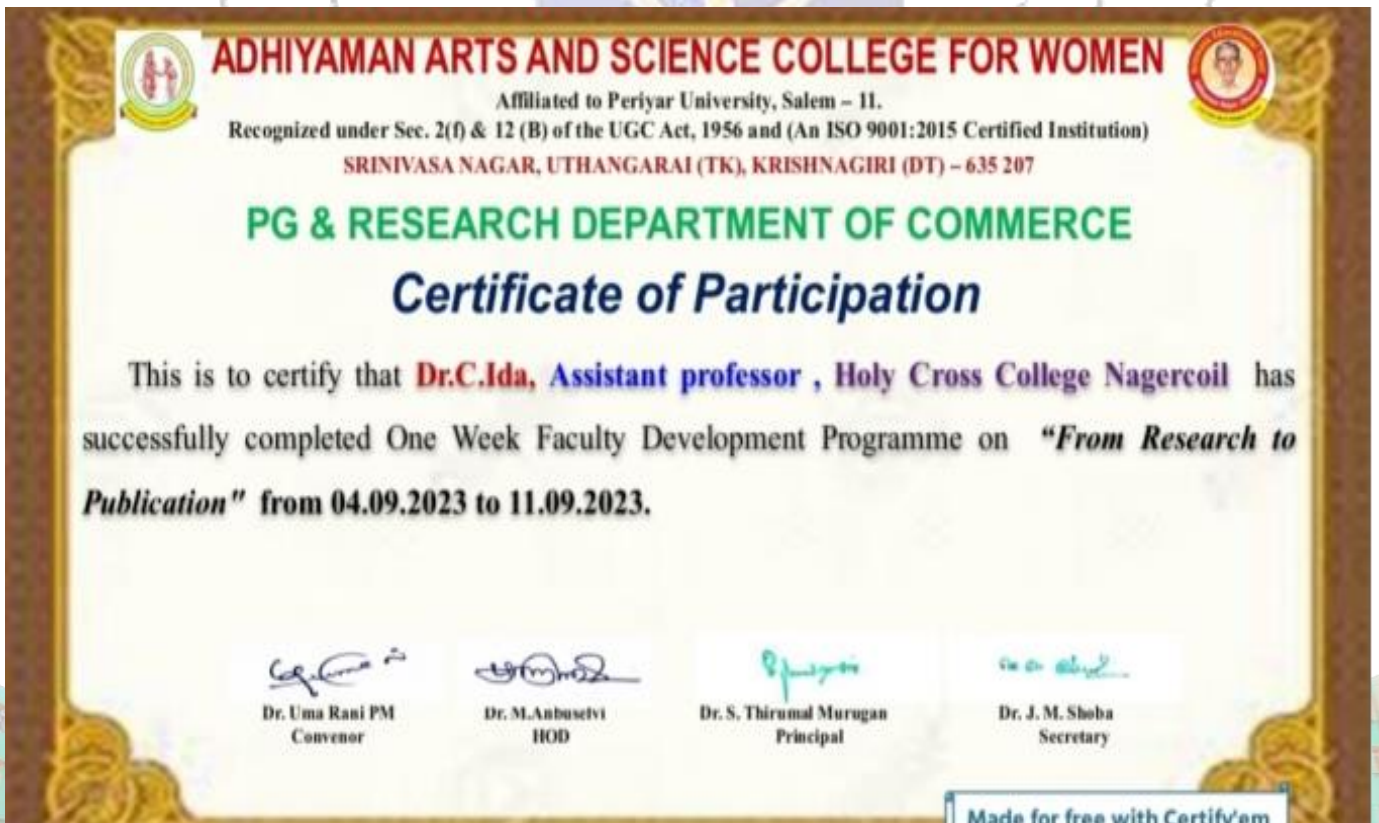 ADHIYAMAN ARTS AND SCIENCE COLLEGE FOR WOMEN
Affiliated to Periyar University, Salem – 11.
Recognized under Sec. 2(f) & 12 (B) of the UGC Act, 1956 and (An ISO 9001:2015 Certified Institution)
SRINIVASA NAGAR, UTHANGARAI (TK), KRISHNAGIRI (DT) – 635 207
PG & RESEARCH DEPARTMENT OF COMMERCE
Certificate of Participation
This is to certify that Dr.C.Ida, Assistant professor , Holy Cross College Nagercoil has
successfully completed One Week Faculty Development Programme on "From Research to
Publication" from 04.09.2023 to 11.09.2023.
Dr. Uma Rani PM Dr. M.Anbuselvi Dr. S. Thirumal Murugan Dr. J. M. Shoba
Convenor HOD Principal Secretary
Made for free with Certify'em